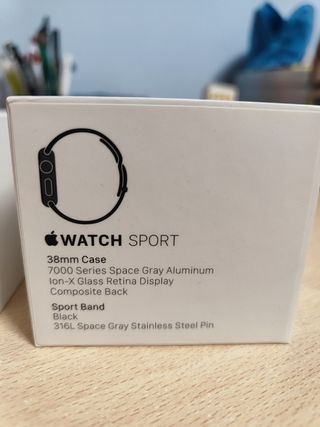 WATCH SPORT
38mm Case
7000 Series Space Gray Aluminum
Ion-X Glass Retina Display
Composite Back
Sport Band
Black
316L Space Gray Stainless Steel Pin